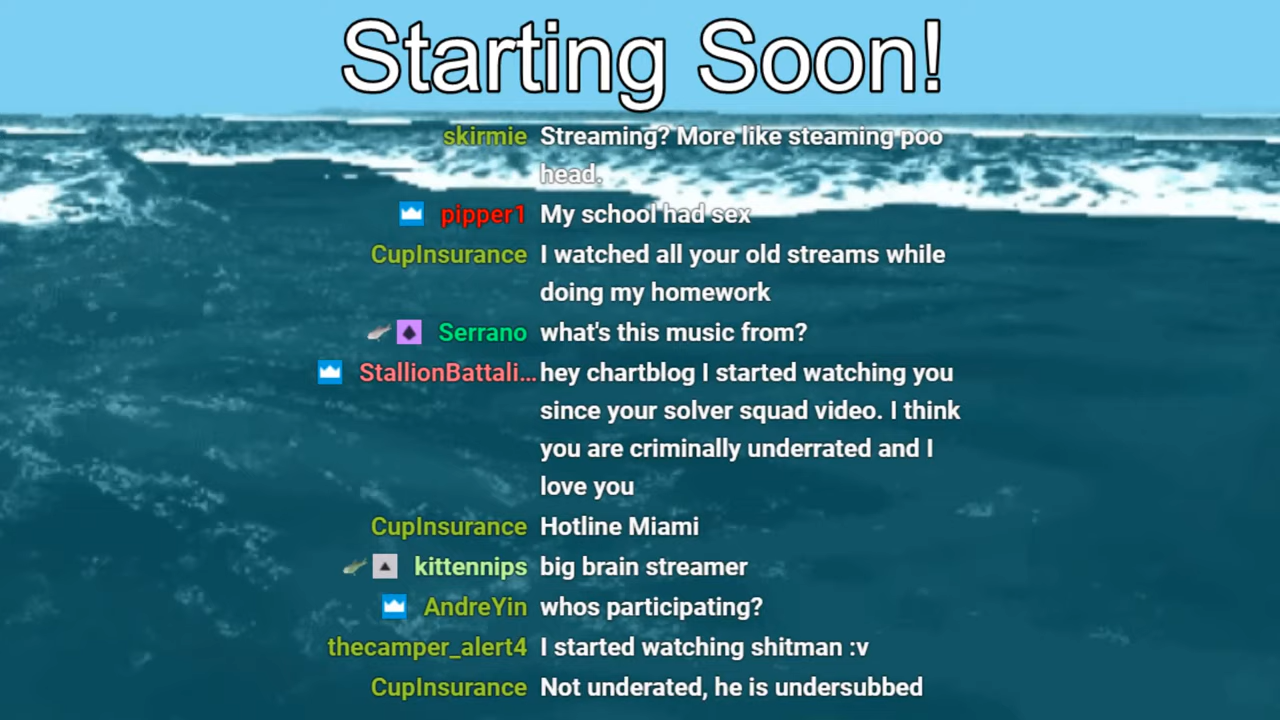 Starting Soon!
skirmie Streaming? More like steaming poo
head.
pipper1 My school had sex
CupInsurance I watched all your old streams while
doing my homework
Serrano what's this music from?
StallionBattali... hey chartblog I started watching you
since your solver squad video. I think
you are criminally underrated and I
love you
CupInsurance Hotline Miami
kittennips big brain streamer
AndreYin whos participating?
thecamper_alert4 I started watching shitman :v
CupInsurance Not underated, he is undersubbed